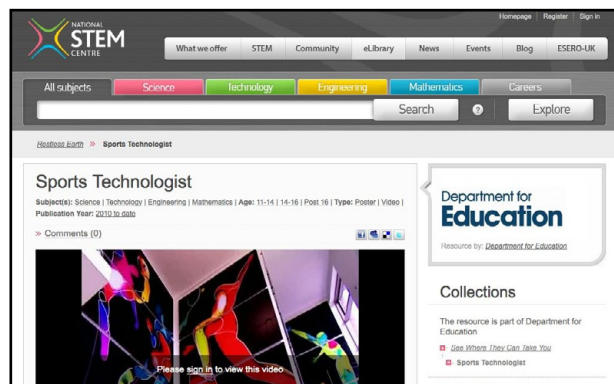 Homepage | Register | Sign in
NATIONAL
STEM
CENTRE
What we offer STEM Community eLibrary News Events Blog ESERO-UK
All subjects Science Technology Engineering Mathematics Careers
Search ? Explore
Restless Earth » Sports Technologist
Sports Technologist
Subject(s): Science | Technology | Engineering | Mathematics | Age: 11-14 | 14-16 | Post 16 | Type: Poster | Video |
Publication Year: 2010 to date
» Comments (0)
Please sign in to view this video
Department for
Education
Resource by: Department for Education
Collections
The resource is part of Department for
Education
See Where They Can Take You
Sports Technologist